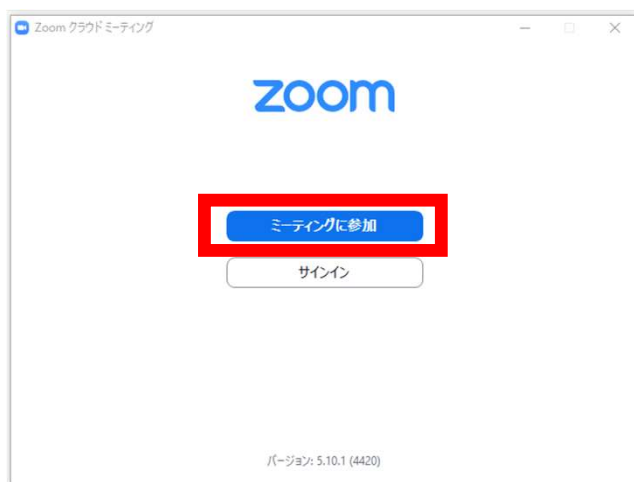 Zoom クラウド ミーティング
zoom
ミーティングに参加
サインイン
バージョン: 5.10.1 (4420)